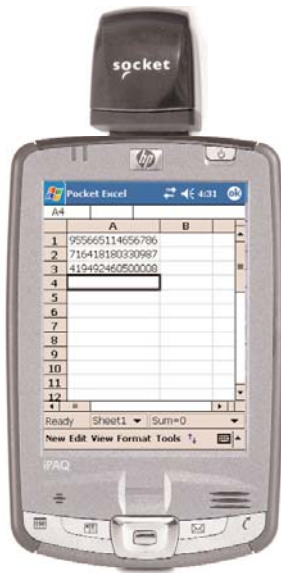 socket
hp
Pocket Excel 4:31 ok
A4
A B
1 955665114656786
2 716418180330987
3 419492460500008
4
5
6
7
8
9
10
11
12
Ready Sheet1 Sum=0
New Edit View Format Tools
iPAQ